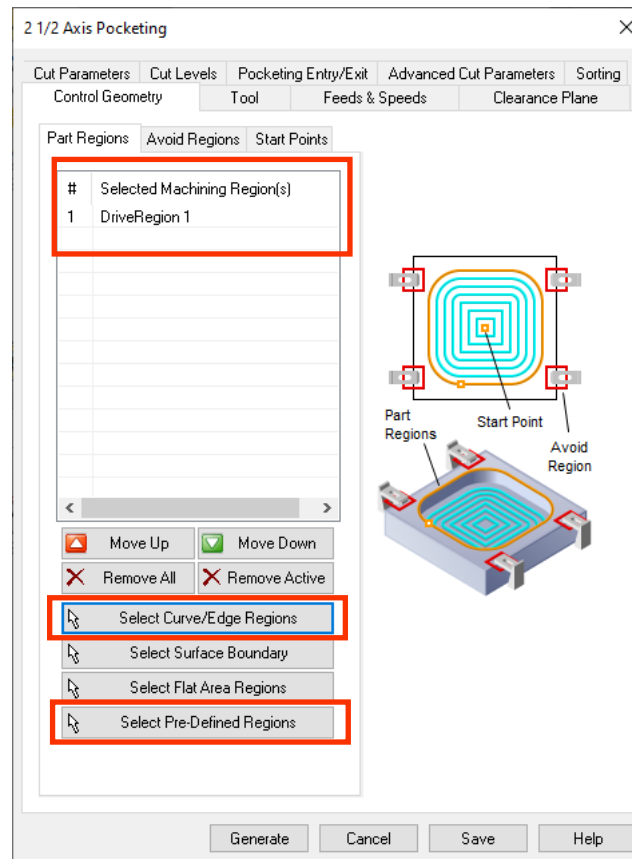 2 1/2 Axis Pocketing
Cut Parameters Cut Levels Pocketing Entry/Exit Advanced Cut Parameters Sorting
Control Geometry Tool Feeds & Speeds Clearance Plane
Part Regions Avoid Regions Start Points
# Selected Machining Region(s)
1 DriveRegion 1
Part
Regions
Start Point
Avoid
Region
Move Up Move Down
Remove All Remove Active
Select Curve/Edge Regions
Select Surface Boundary
Select Flat Area Regions
Select Pre-Defined Regions
Generate Cancel Save Help